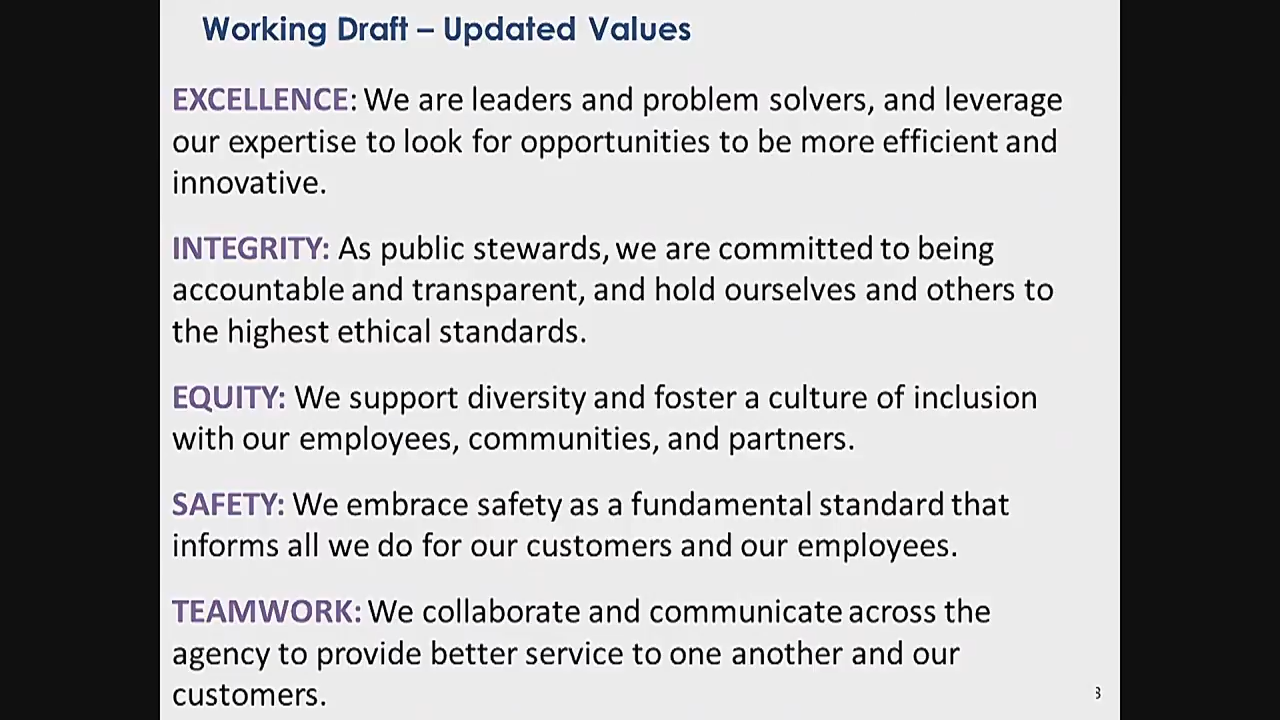 Working Draft – Updated Values
EXCELLENCE: We are leaders and problem solvers, and leverage
our expertise to look for opportunities to be more efficient and
innovative.
INTEGRITY: As public stewards, we are committed to being
accountable and transparent, and hold ourselves and others to
the highest ethical standards.
EQUITY: We support diversity and foster a culture of inclusion
with our employees, communities, and partners.
SAFETY: We embrace safety as a fundamental standard that
informs all we do for our customers and our employees.
TEAMWORK: We collaborate and communicate across the
agency to provide better service to one another and our
customers.